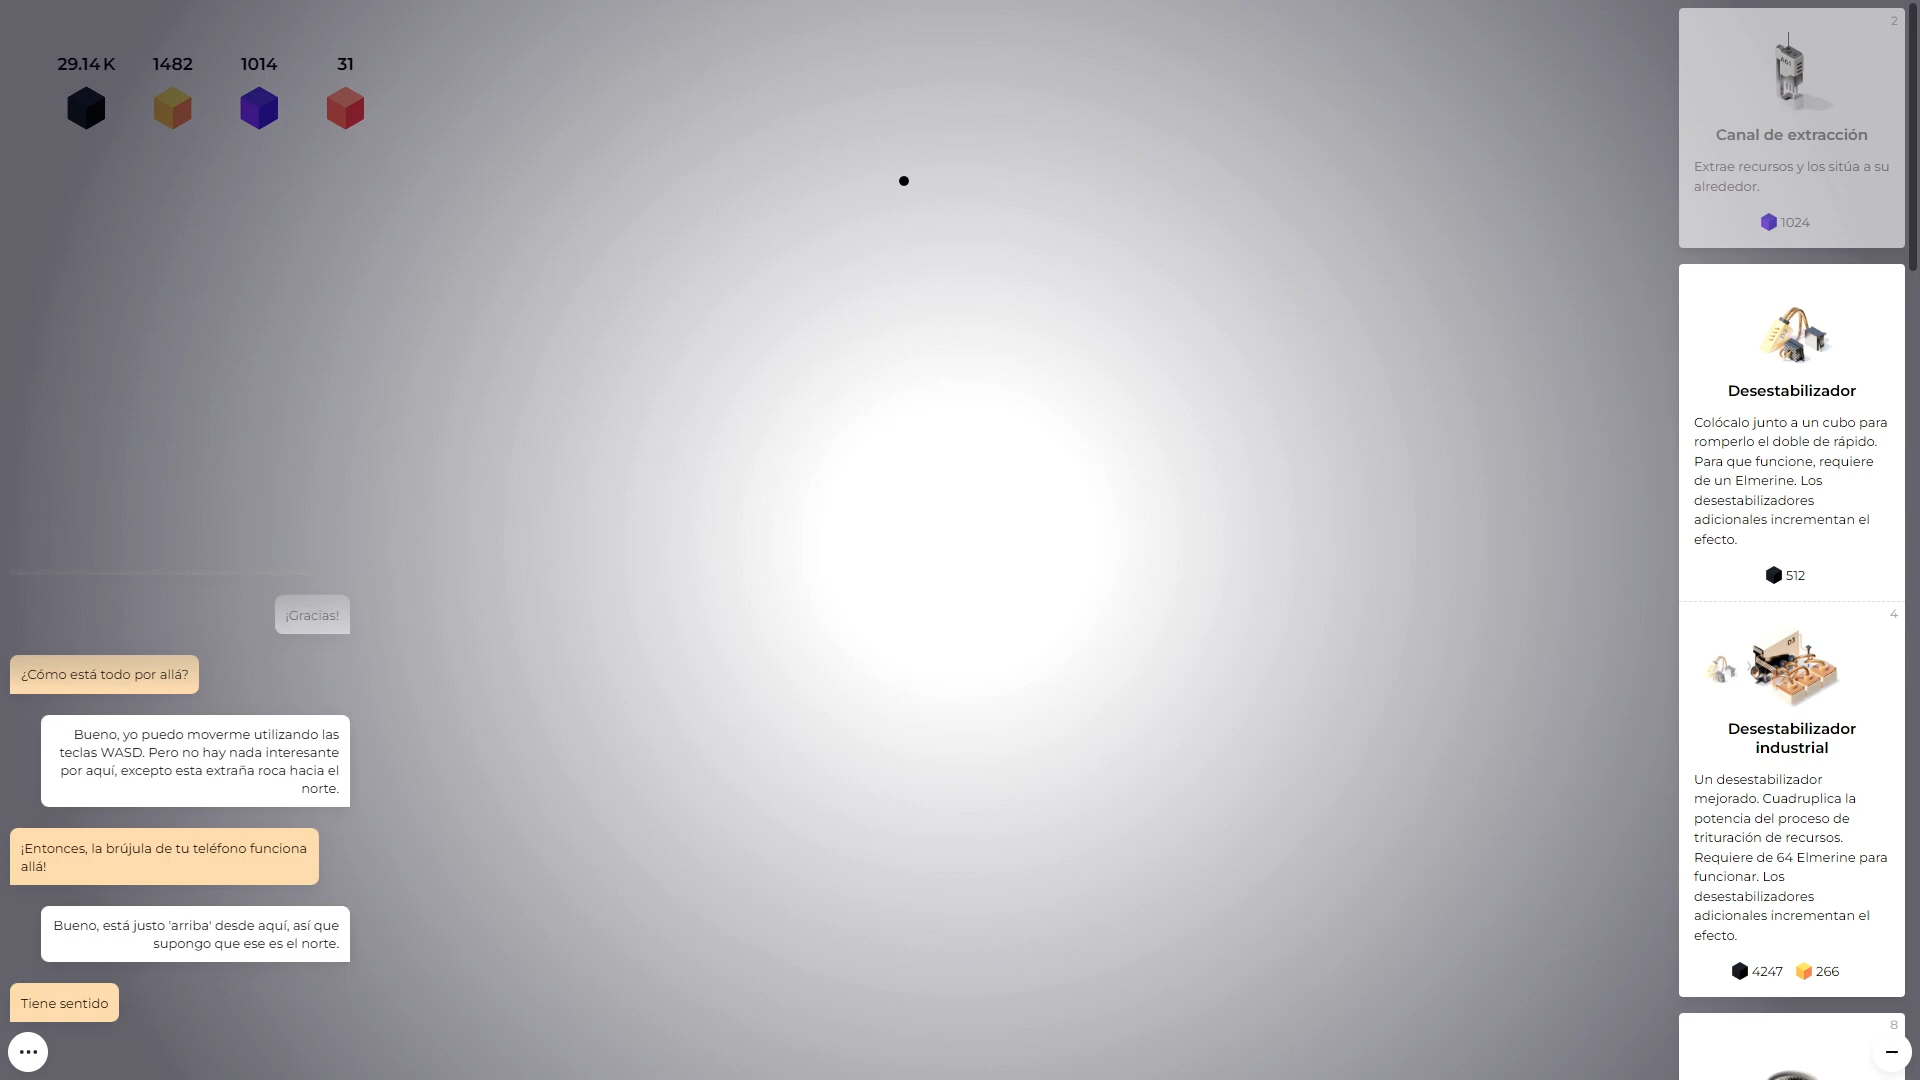 29.14 K 1482 1014 31
¡Gracias!
¿Cómo está todo por allá?
Bueno, yo puedo moverme utilizando las
teclas WASD. Pero no hay nada interesante
por aquí, excepto esta extraña roca hacia el
norte.
¡Entonces, la brújula de tu teléfono funciona
allá!
Bueno, está justo 'arriba' desde aquí, así que
supongo que ese es el norte.
Tiene sentido
2
Canal de extracción
Extrae recursos y los sitúa a su
alrededor.
1024
Desestabilizador
Colócalo junto a un cubo para
romperlo el doble de rápido.
Para que funcione, requiere
de un Elmerine. Los
desestabilizadores
adicionales incrementan el
efecto.
512
4
Desestabilizador
industrial
Un desestabilizador
mejorado. Cuadruplica la
potencia del proceso de
trituración de recursos.
Requiere de 64 Elmerine para
funcionar. Los
desestabilizadores
adicionales incrementan el
efecto.
4247 266
8